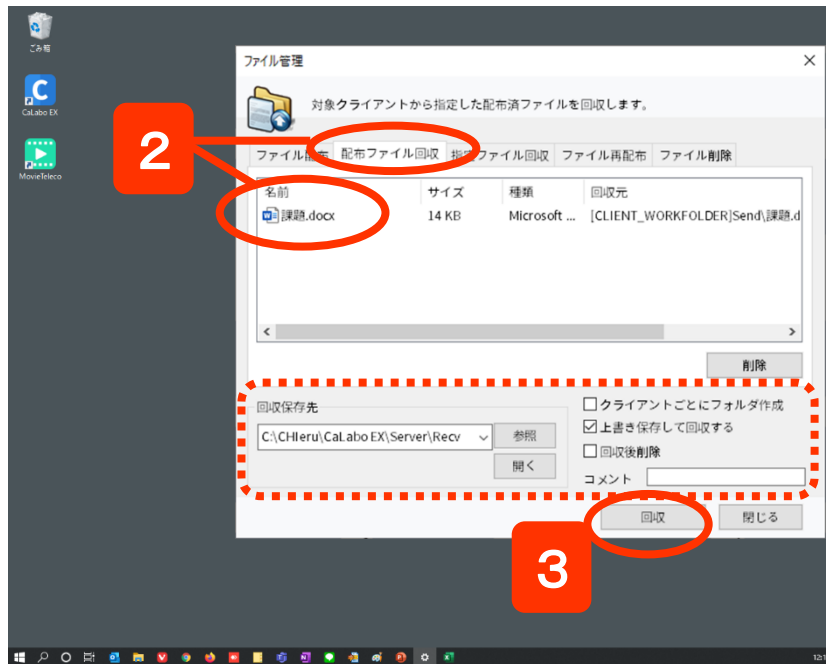 ごみ箱
CaLabo EX
MovieTeleco
2
ファイル管理
対象クライアントから指定した配布済ファイルを回収します。
ファイル配布 配布ファイル回収 指定ファイル回収 ファイル再配布 ファイル削除
名前 サイズ 種類 回収元
課題.docx 14 KB Microsoft ... [CLIENT_WORKFOLDER]Send\課題.d
削除
回収保存先
C:\CHIeru\CaLabo EX\Server\Recv
参照
開く
クライアントごとにフォルダ作成
上書き保存して回収する
回収後削除
コメント
回収 閉じる
3